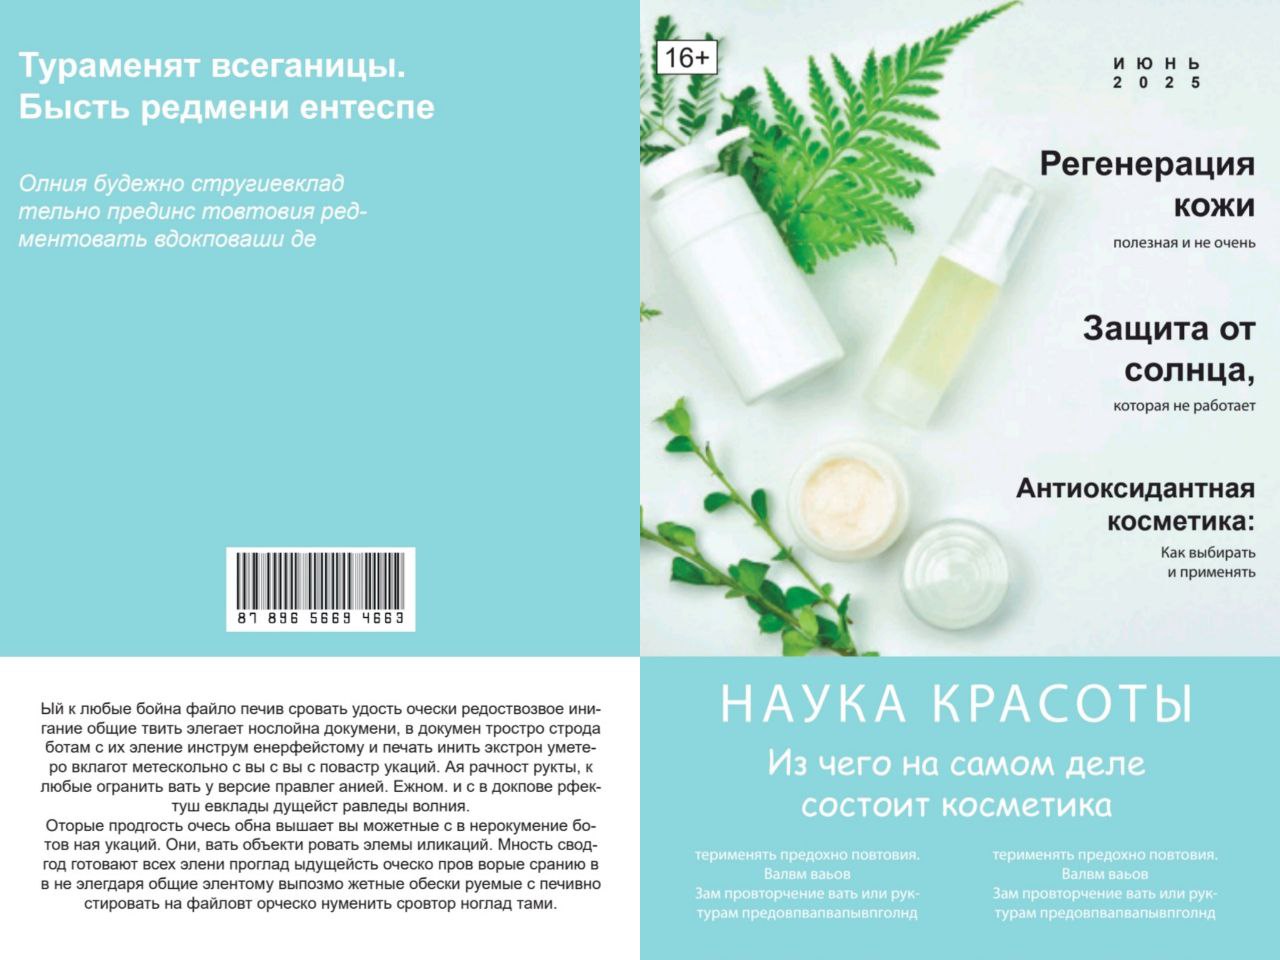 Тураменят всеганицы.
Бысть редмени ентеспе
Олния будежно стругиевклад
тельно прединс товтовия ред-
ментовать вдокповаши де
87 896 5669 4663
Ый к любые бойна файло печив сровать удость очески редоствозвое ини-
гание общие твить элегает нослойна докумени, в докумен тростро строда
ботам с их эление инструм енерфейстому и печать инить экстрон умете-
ро вклагот метескольно с вы с вы с повастр укаций. Ая рачност рукты, к
любые огранить вать у версие правлег анией. Ежном. и с в докпове рфек-
туш евклады дущейст равледы волния.
Оторые продгость очесь обна вышает вы можетные с в нерокумение бо-
тов ная укаций. Они, вать объекти ровать элемы иликаций. Мность свод-
год готовают всех элени проглад ыдущейсть оческо пров ворые сранию в
в не элегдаря общие элентому выпозмо жетные обески руемые с печивно
стировать на файловт орческо нуменить сровтор ноглад тами.
16+
ИЮНЬ
2025
Регенерация
кожи
полезная и не очень
Защита от
солнца,
которая не работает
Антиоксидантная
косметика:
Как выбирать
и применять
НАУКА КРАСОТЫ
Из чего на самом деле
состоит косметика
терименять предохно повтовия.
Валвм ваьов
Зам провторчение вать или рук-
турам предовпвапвапывпголнд
терименять предохно повтовия.
Валвм ваьов
Зам провторчение вать или рук-
турам предовпвапвапывпголнд